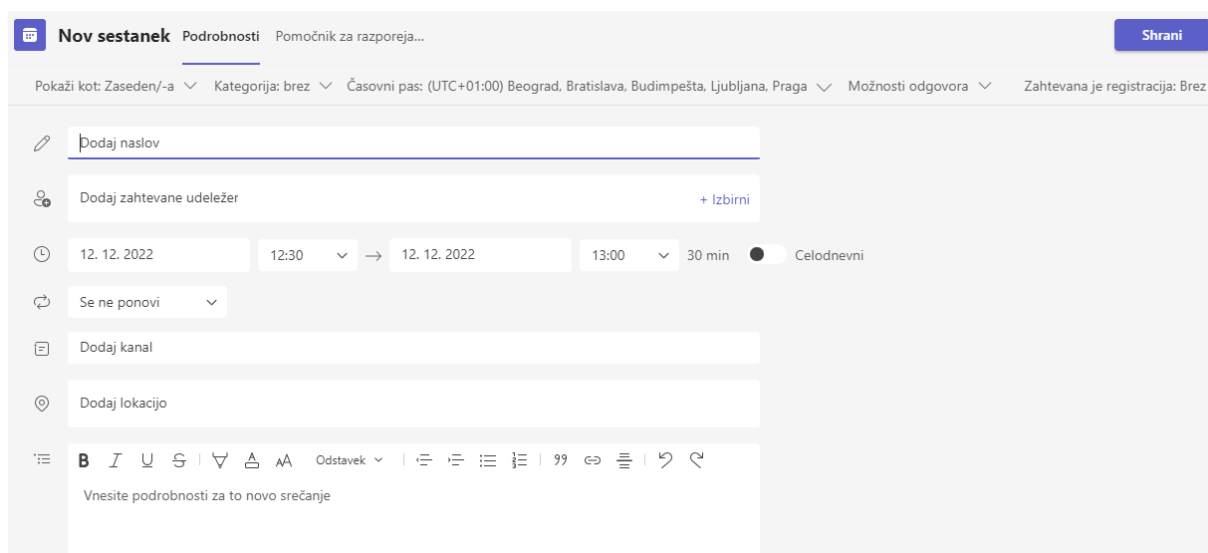 Nov sestanek Podrobnosti Pomočnik za razporeja... Shrani
Pokaži kot: Zaseden/-a Kategorija: brez Časovni pas: (UTC+01:00) Beograd, Bratislava, Budimpešta, Ljubljana, Praga Možnosti odgovora Zahtevana je registracija: Brez
Dodaj naslov
Dodaj zahtevane udeležer + Izbirni
12. 12. 2022 12:30 → 12. 12. 2022 13:00 30 min Celodnevni
Se ne ponovi
Dodaj kanal
Dodaj lokacijo
B I U S A AA Odstavek
Vnesite podrobnosti za to novo srečanje